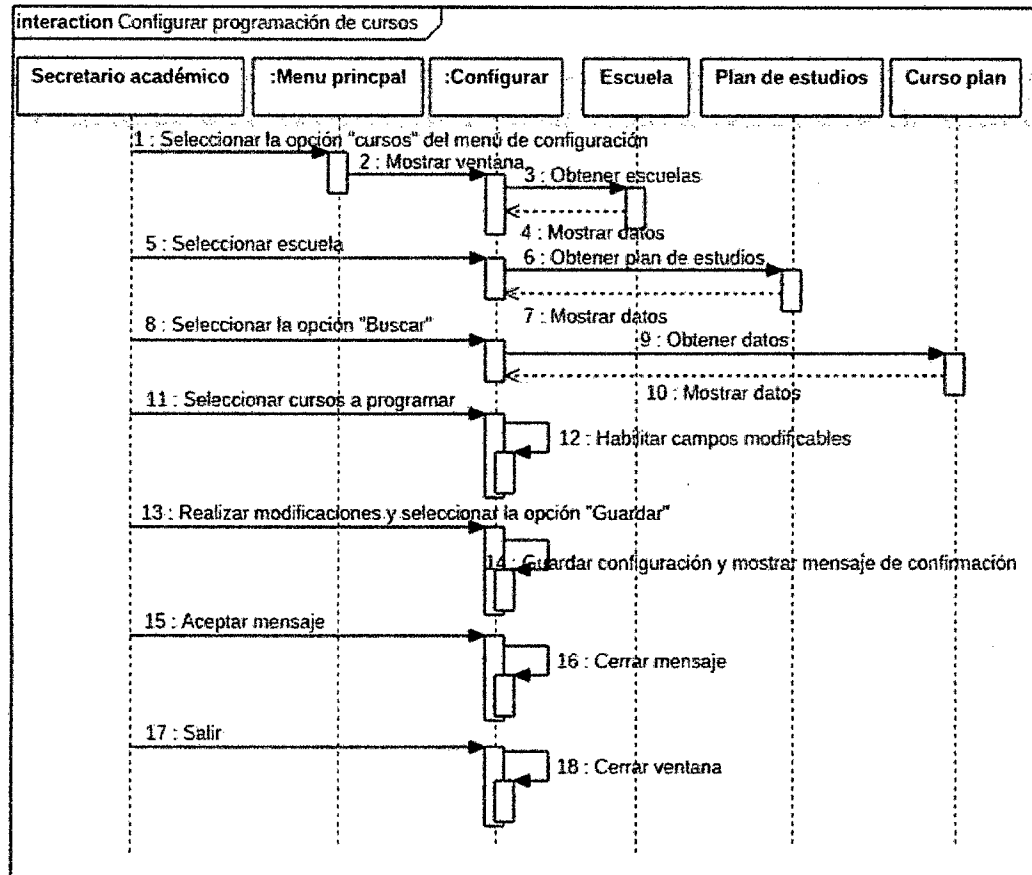 interaction Configurar programación de cursos
Secretario académico
:Menu princpal
:Configurar
Escuela
Plan de estudios
Curso plan
1 : Seleccionar la opción "cursos" del menú de configuración
2 : Mostrar ventana
3 : Obtener escuelas
4 : Mostrar datos
5 : Seleccionar escuela
6 : Obtener plan de estudios
7 : Mostrar datos
8 : Seleccionar la opción "Buscar"
9 : Obtener datos
10 : Mostrar datos
11 : Seleccionar cursos a programar
12 : Habilitar campos modificables
13 : Realizar modificaciones y seleccionar la opción "Guardar"
14 : Guardar configuración y mostrar mensaje de confirmación
15 : Aceptar mensaje
16 : Cerrar mensaje
17 : Salir
18 : Cerrar ventana